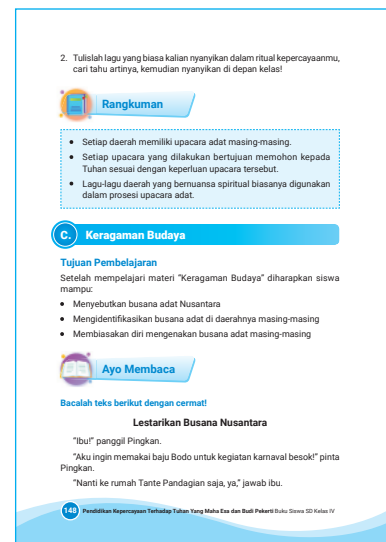 2. Tulislah lagu yang biasa kalian nyanyikan dalam ritual kepercayaanmu,
cari tahu artinya, kemudian nyanyikan di depan kelas!
Rangkuman
• Setiap daerah memiliki upacara adat masing-masing.
• Setiap upacara yang dilakukan bertujuan memohon kepada
Tuhan sesuai dengan keperluan upacara tersebut.
• Lagu-lagu daerah yang bernuansa spiritual biasanya digunakan
dalam prosesi upacara adat.
C. Keragaman Budaya
Tujuan Pembelajaran
Setelah mempelajari materi "Keragaman Budaya" diharapkan siswa
mampu:
• Menyebutkan busana adat Nusantara
• Mengidentifikasikan busana adat di daerahnya masing-masing
• Membiasakan diri mengenakan busana adat masing-masing
Ayo Membaca
Bacalah teks berikut dengan cermat!
Lestarikan Busana Nusantara
"Ibu!" panggil Pingkan.
"Aku ingin memakai baju Bodo untuk kegiatan karnaval besok!" pinta
Pingkan.
"Nanti ke rumah Tante Pandagian saja, ya," jawab ibu.
148 Pendidikan Kepercayaan Terhadap Tuhan Yang Maha Esa dan Budi Pekerti Buku Siswa SD Kelas IV